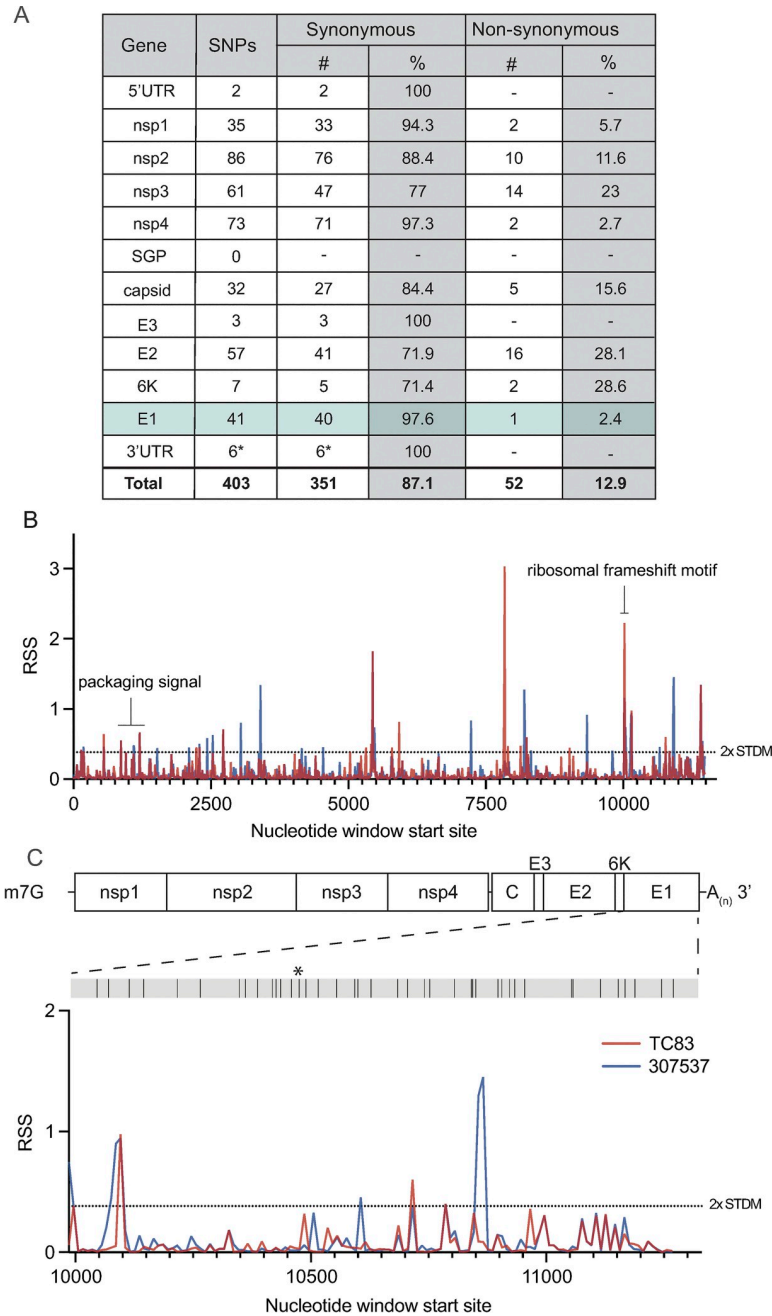 A
Gene SNPs Synonymous Non-synonymous
# % # %
5'UTR 2 2 100 - -
nsp1 35 33 94.3 2 5.7
nsp2 86 76 88.4 10 11.6
nsp3 61 47 77 14 23
nsp4 73 71 97.3 2 2.7
SGP 0 - - - -
capsid 32 27 84.4 5 15.6
E3 3 3 100 - -
E2 57 41 71.9 16 28.1
6K 7 5 71.4 2 28.6
E1 41 40 97.6 1 2.4
3'UTR 6* 6* 100 - -
Total 403 351 87.1 52 12.9
B
3
2
1
0
RSS
packaging signal
ribosomal frameshift motif
2x STDM
0 2500 5000 7500 10000
Nucleotide window start site
C
E3 6K
m7G nsp1 nsp2 nsp3 nsp4 C E2 E1 A(n) 3'
*
2
1
0
RSS
TC83
307537
2x STDM
10000 10500 11000
Nucleotide window start site